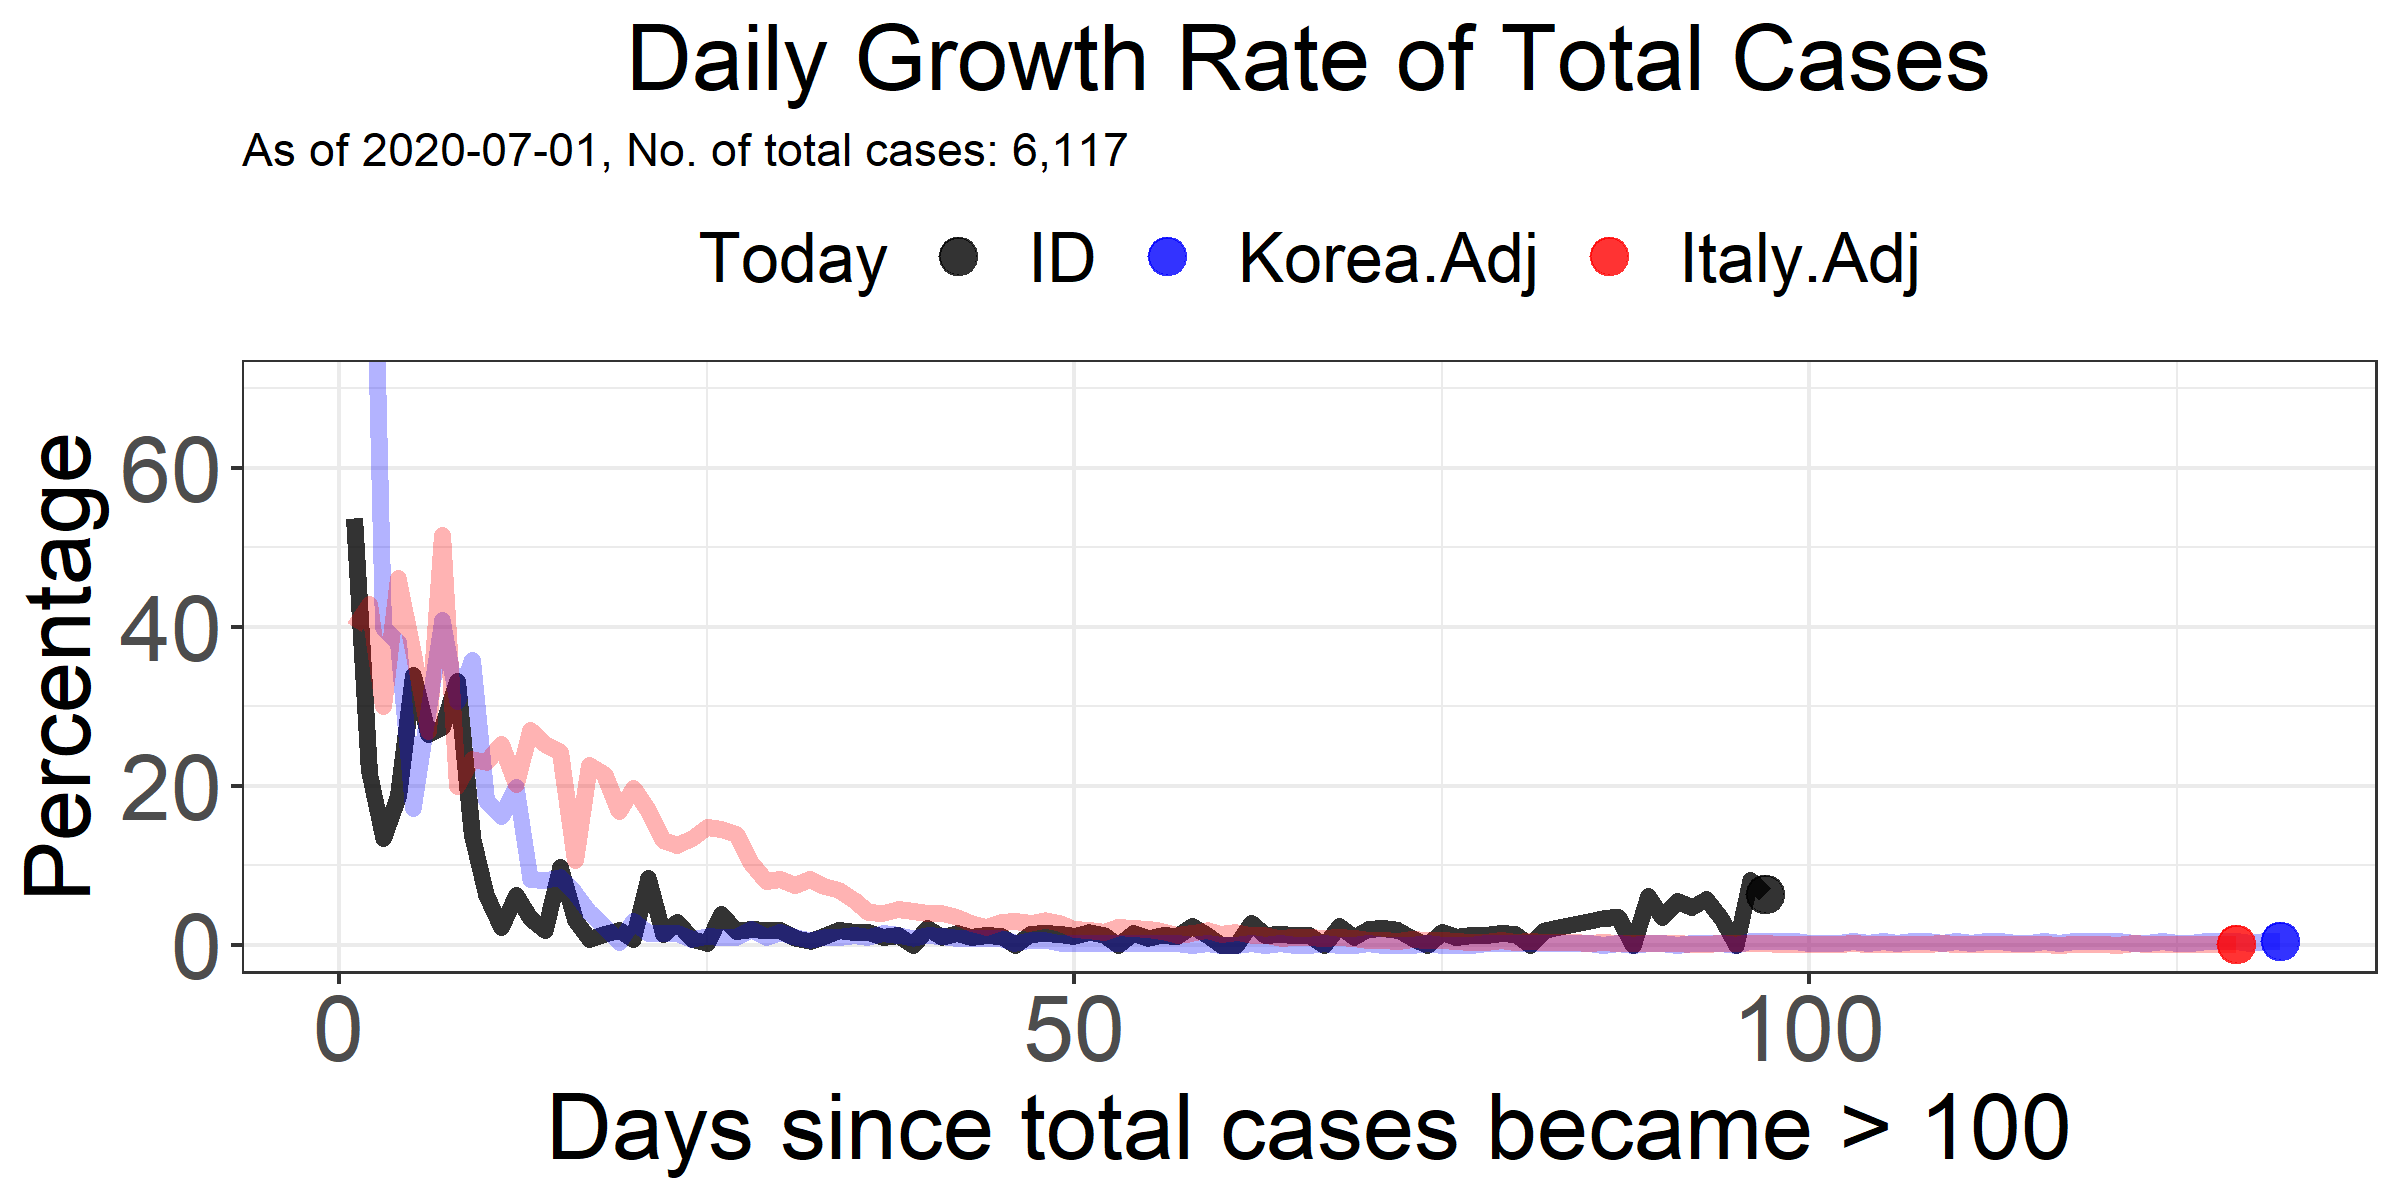 Daily Growth Rate of Total Cases
As of 2020-07-01, No. of total cases: 6,117
Today ID Korea.Adj Italy.Adj
Percentage
60
40
20
0
0 50 100
Days since total cases became > 100